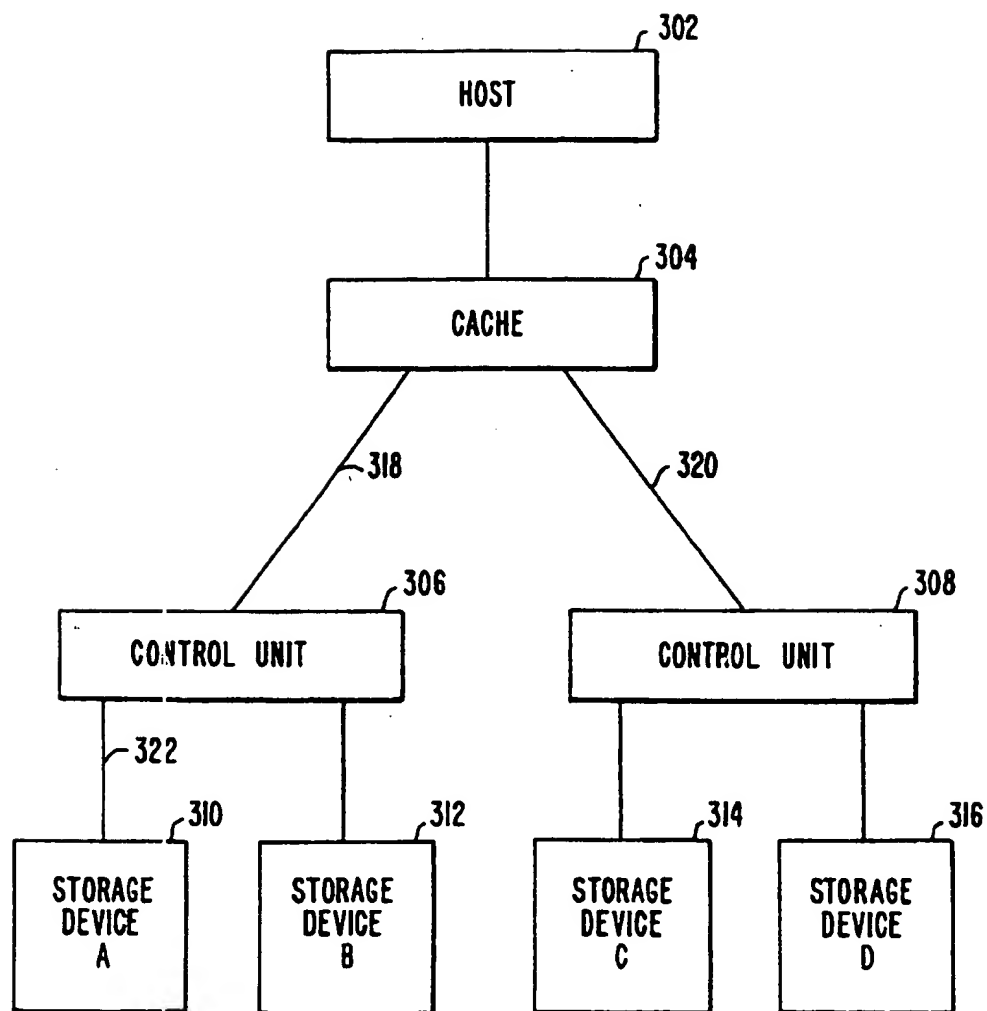 302
HOST
304
CACHE
318
320
306
CONTROL UNIT
308
CONTROL UNIT
322
310
STORAGE
DEVICE
A
312
STORAGE
DEVICE
B
314
STORAGE
DEVICE
C
316
STORAGE
DEVICE
D